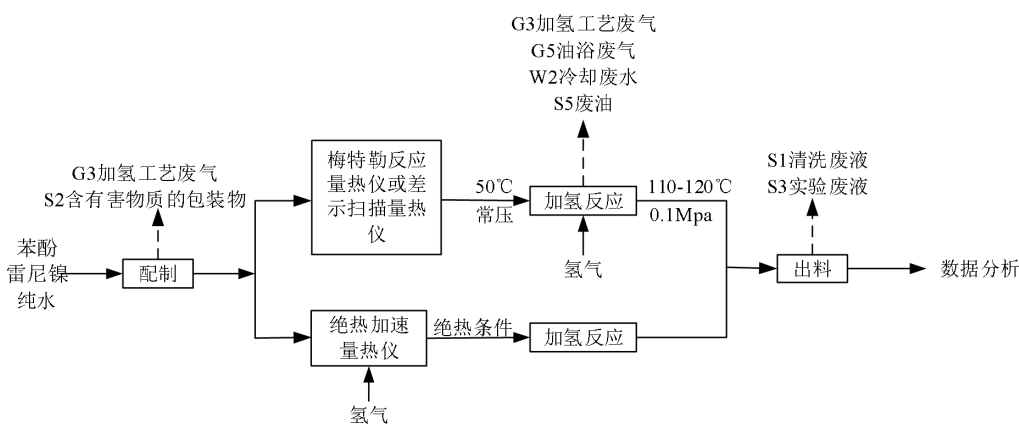 G3加氢工艺废气
G5油浴废气
W2冷却废水
S5废油
G3加氢工艺废气
S2含有害物质的包装物
苯酚
雷尼镍
纯水
配制
梅特勒反应
量热仪或差
示扫描量热
仪
50℃
常压
加氢反应
110-120℃
0.1Mpa
氢气
S1清洗废液
S3实验废液
出料
数据分析
绝热加速
量热仪
绝热条件
加氢反应
氢气